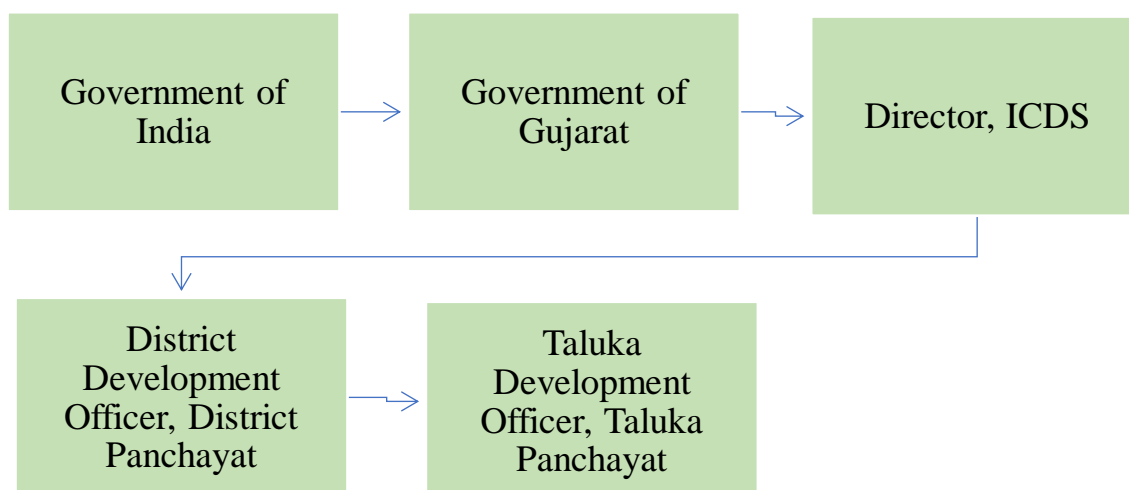 Government of
India
Government of
Gujarat
Director, ICDS
District
Development
Officer, District
Panchayat
Taluka
Development
Officer, Taluka
Panchayat